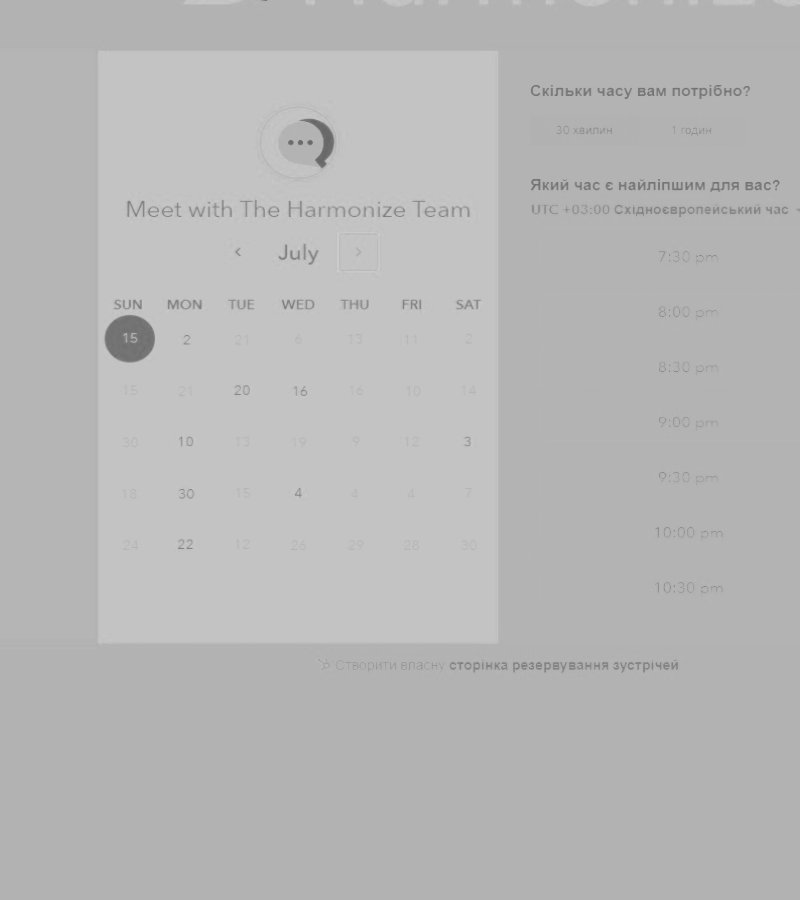 Meet with The Harmonize Team
July
SUN MON TUE WED THU FRI SAT
15 2 21 6 13 11 2
15 21 20 16 16 10 14
30 10 13 19 9 12 3
18 30 15 4 4 4 7
24 22 12 26 29 28 30
Скільки часу вам потрібно?
30 хвилин 1 годин
Який час є найліпшим для вас?
UTC +03:00 Східноєвропейський час
7:30 pm
8:00 pm
8:30 pm
9:00 pm
9:30 pm
10:00 pm
10:30 pm
Створити власну сторінка резервування зустрічей